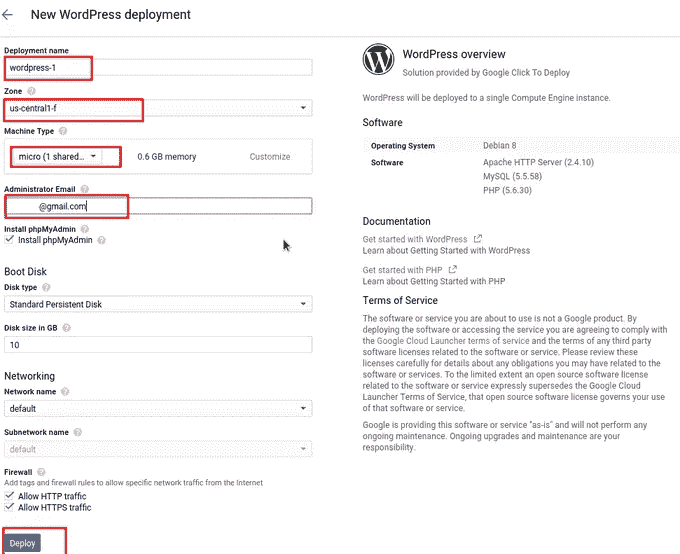 New WordPress deployment
Deployment name
wordpress-1
Zone
us-central1-f
Machine Type
micro (1 shared...
0.6 GB memory
Customize
Administrator Email
@gmail.com
Install phpMyAdmin
Install phpMyAdmin
Boot Disk
Disk type
Standard Persistent Disk
Disk size in GB
10
Networking
Network name
default
Subnetwork name
default
Firewall
Add tags and firewall rules to allow specific network traffic from the Internet
Allow HTTP traffic
Allow HTTPS traffic
Deploy
WordPress overview
Solution provided by Google Click To Deploy
WordPress will be deployed to a single Compute Engine instance.
Software
Operating System
Debian 8
Software
Apache HTTP Server (2.4.10)
MySQL (5.5.58)
PHP (5.6.30)
Documentation
Get started with WordPress
Learn about Getting Started with WordPress
Get started with PHP
Learn about Getting Started with PHP
Terms of Service
The software or service you are about to use is not a Google product. By
deploying the software or accessing the service you are agreeing to comply with
the Google Cloud Launcher terms of service and the terms of any third party
software licenses related to the software or service. Please review these
licenses carefully for details about any obligations you may have related to the
software or services. To the limited extent an open source software license
related to the software or service expressly supersedes the Google Cloud
Launcher Terms of Service, that open source software license governs your use
of that software or service.
Google is providing this software or service "as-is" and will not perform any
ongoing maintenance. Ongoing upgrades and maintenance are your
responsibility.